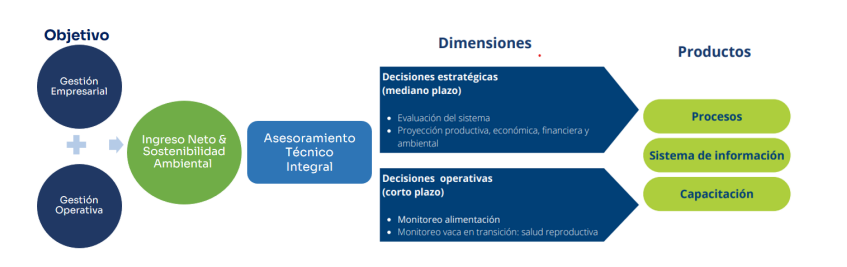 Objetivo
Gestión
Empresarial
Gestión
Operativa
Ingreso Neto &
Sostenibilidad
Ambiental
Asesoramiento
Técnico
Integral
Dimensiones
Decisiones estratégicas
(mediano plazo)
• Evaluación del sistema
• Proyección productiva, económica, financiera y
ambiental
Decisiones operativas
(corto plazo)
• Monitoreo alimentación
• Monitoreo vaca en transición: salud reproductiva
Productos
Procesos
Sistema de información
Capacitación